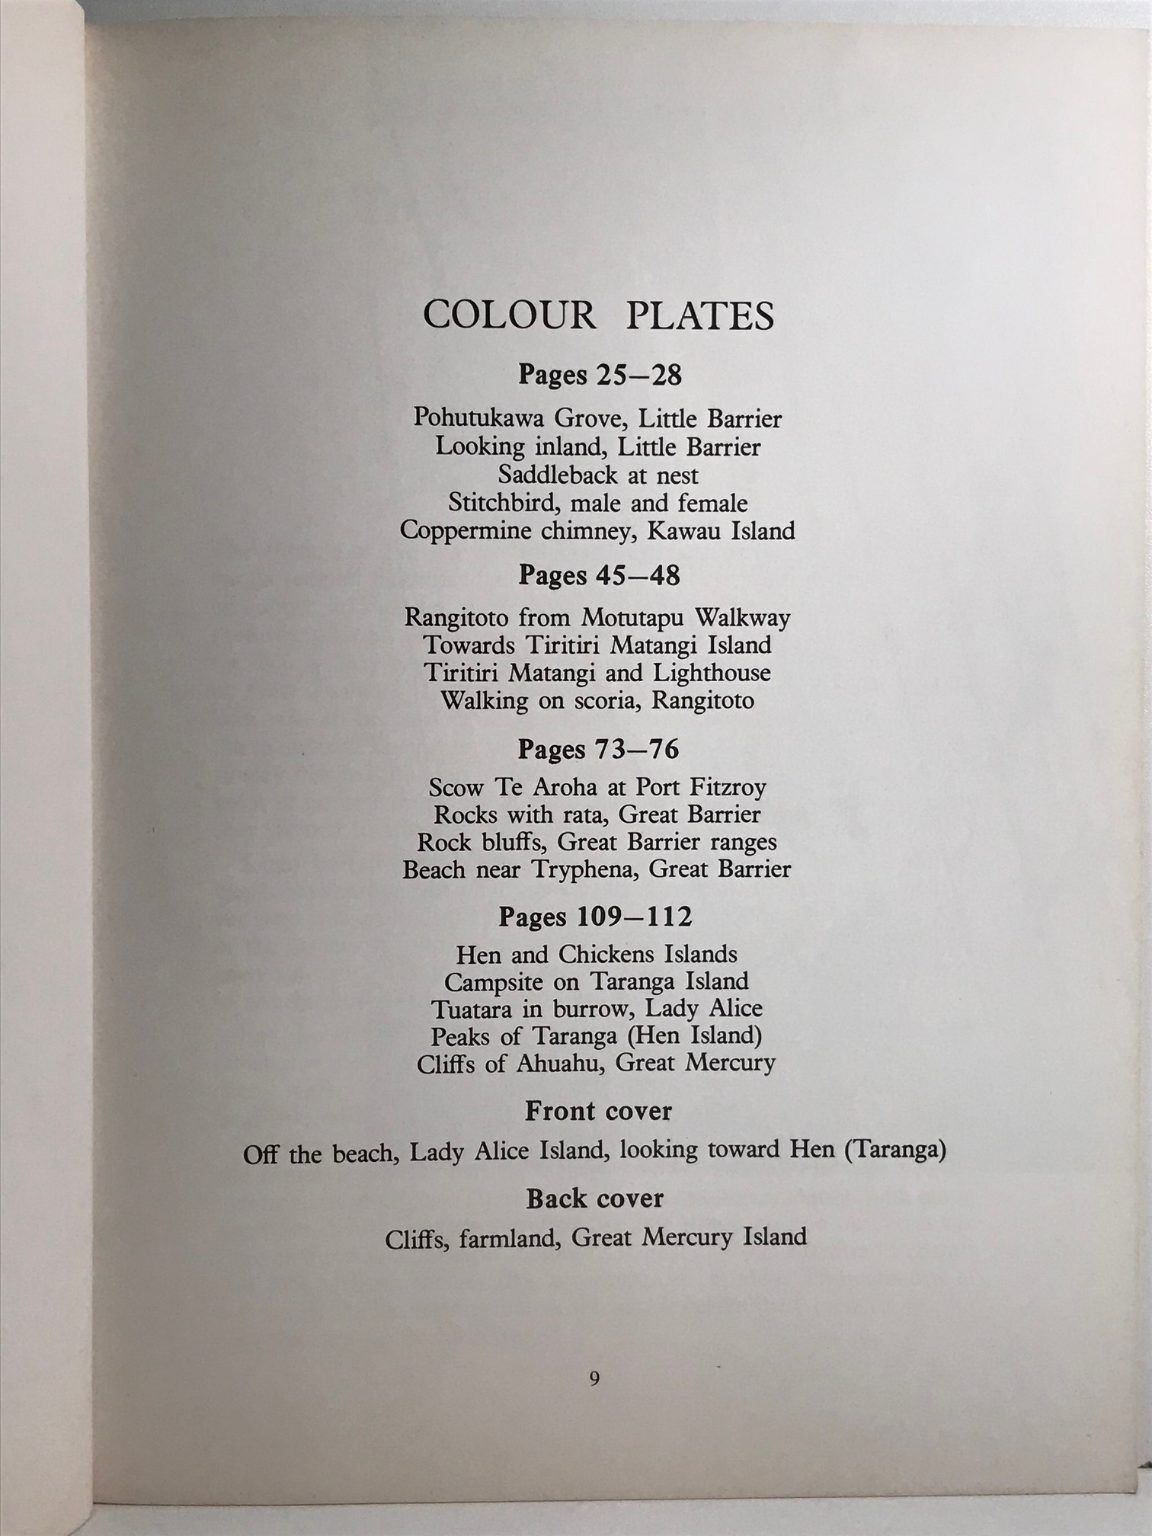 COLOUR PLATES
Pages 25—28
Pohutukawa Grove, Little Barrier
Looking inland, Little Barrier
Saddleback at nest
Stitchbird, male and female
Coppermine chimney, Kawau Island
Pages 45—48
Rangitoto from Motutapu Walkway
Towards Tiritiri Matangi Island
Tiritiri Matangi and Lighthouse
Walking on scoria, Rangitoto
Pages 73—76
Scow Te Aroha at Port Fitzroy
Rocks with rata, Great Barrier
Rock bluffs, Great Barrier ranges
Beach near Tryphena, Great Barrier
Pages 109—112
Hen and Chickens Islands
Campsite on Taranga Island
Tuatara in burrow, Lady Alice
Peaks of Taranga (Hen Island)
Cliffs of Ahuahu, Great Mercury
Front cover
Off the beach, Lady Alice Island, looking toward Hen (Taranga)
Back cover
Cliffs, farmland, Great Mercury Island
9